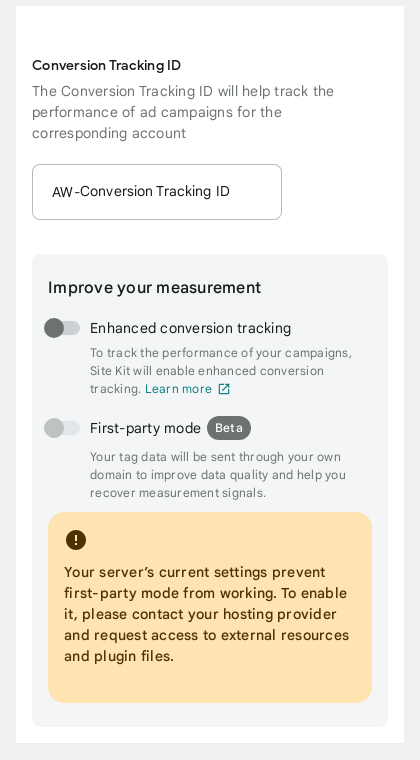 Conversion Tracking ID
The Conversion Tracking ID will help track the
performance of ad campaigns for the
corresponding account
AW-Conversion Tracking ID
Improve your measurement
Enhanced conversion tracking
To track the performance of your campaigns,
Site Kit will enable enhanced conversion
tracking. Learn more
First-party mode Beta
Your tag data will be sent through your own
domain to improve data quality and help you
recover measurement signals.
Your server’s current settings prevent
first-party mode from working. To enable
it, please contact your hosting provider
and request access to external resources
and plugin files.